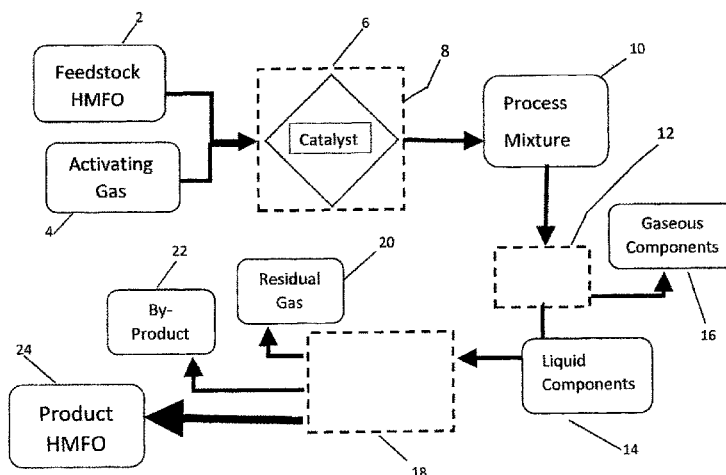 2
6
8
10
Feedstock
HMFO
Process
Mixture
Catalyst
12
Activating
Gas
4
Gaseous
Components
16
22
20
Residual
Gas
By-
Product
24
Product
HMFO
Liquid
Components
14
18